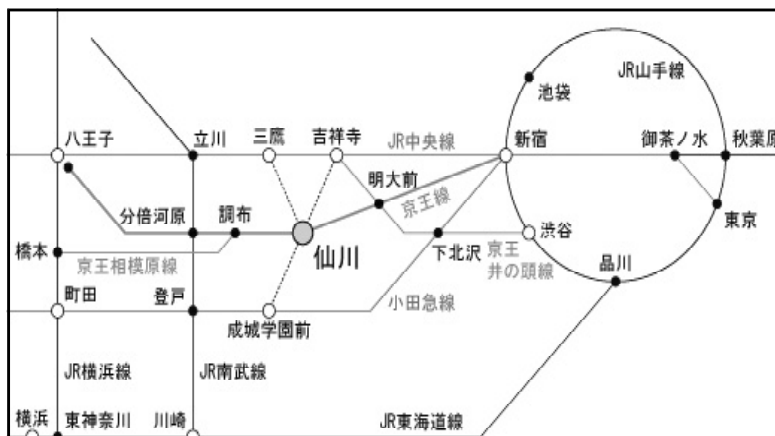 JR山手線
池袋
八王子
立川
三鷹
吉祥寺
JR中央線
新宿
御茶ノ水
秋葉原
明大前
京王線
分倍河原
調布
仙川
下北沢
京王
井の頭線
渋谷
東京
橋本
京王相模原線
品川
町田
登戸
成城学園前
小田急線
JR横浜線
JR南武線
横浜
東神奈川
川崎
JR東海道線